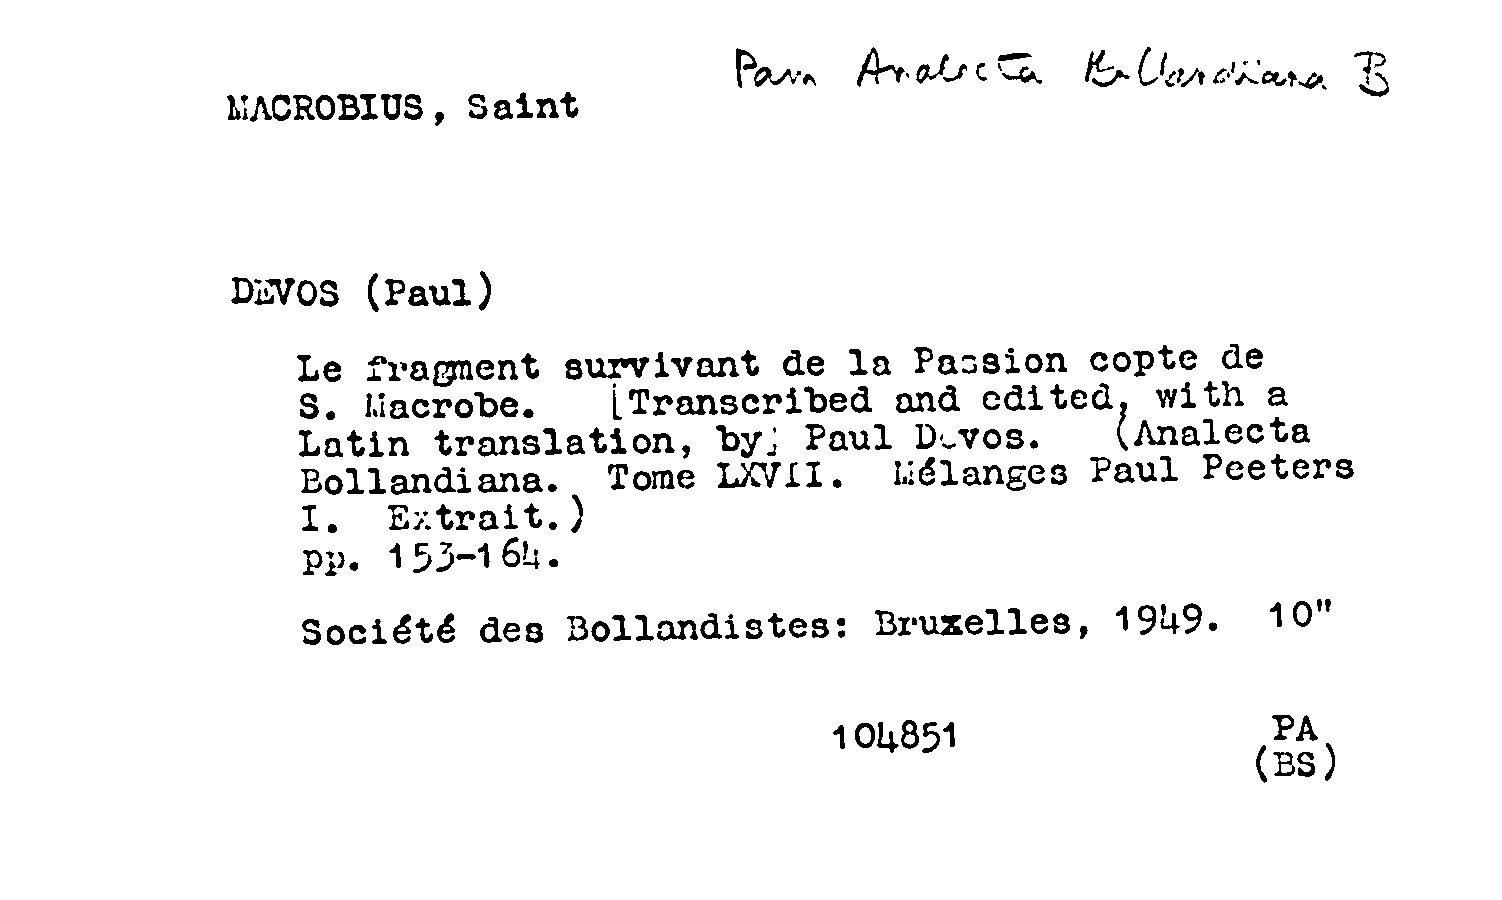 Pam Analecta Bollandiana B
MACROBIUS, Saint
DEVOS (Paul)
Le fragment survivant de la Passion copte de
S. Macrobe. [Transcribed and edited, with a
Latin translation, by] Paul Devos. (Analecta
Bollandiana. Tome LXVII. Mélanges Paul Peeters
I. Extrait.)
pp. 153-164.
Société des Bollandistes: Bruxelles, 1949. 10"
104851 PA
(BS)